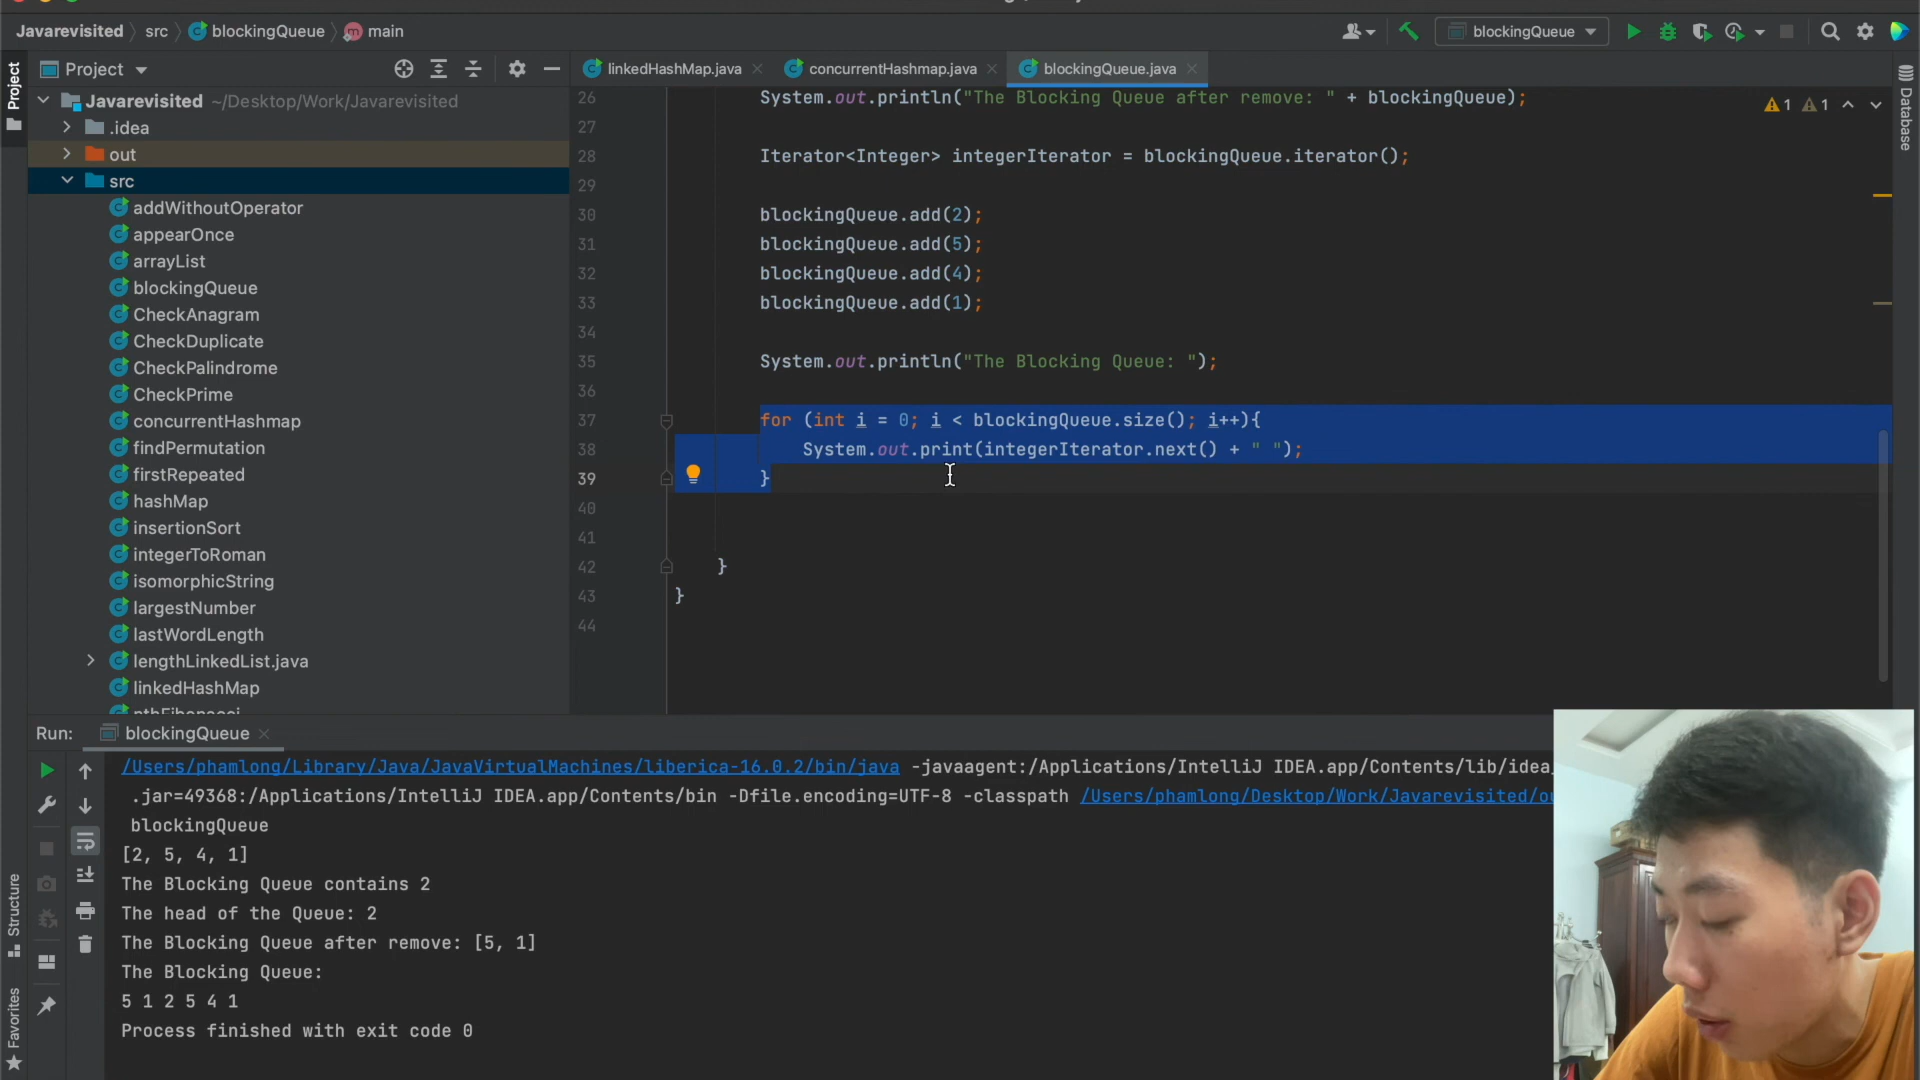 Javarevisited src blockingQueue main
blockingQueue
Project
Project
Database
Structure
Favorites
linkedHashMap.java
concurrentHashmap.java
blockingQueue.java
Javarevisited ~/Desktop/Work/Javarevisited
.idea
out
src
addWithoutOperator
appearOnce
arrayList
blockingQueue
CheckAnagram
CheckDuplicate
CheckPalindrome
CheckPrime
concurrentHashmap
findPermutation
firstRepeated
hashMap
insertionSort
integerToRoman
isomorphicString
largestNumber
lastWordLength
lengthLinkedList.java
linkedHashMap
1 1
26 System.out.println("The Blocking Queue after remove: " + blockingQueue);
27
28 Iterator<Integer> integerIterator = blockingQueue.iterator();
29
30 blockingQueue.add(2);
31 blockingQueue.add(5);
32 blockingQueue.add(4);
33 blockingQueue.add(1);
34
35 System.out.println("The Blocking Queue: ");
36
37 for (int i = 0; i < blockingQueue.size(); i++){
38 System.out.print(integerIterator.next() + " ");
39 }
40
41
42 }
43 }
44
Run: blockingQueue
/Users/phamlong/Library/Java/JavaVirtualMachines/liberica-16.0.2/bin/java -javaagent:/Applications/IntelliJ IDEA.app/Contents/lib/idea_
.jar=49368:/Applications/IntelliJ IDEA.app/Contents/bin -Dfile.encoding=UTF-8 -classpath /Users/phamlong/Desktop/Work/Javarevisited/ou
blockingQueue
[2, 5, 4, 1]
The Blocking Queue contains 2
The head of the Queue: 2
The Blocking Queue after remove: [5, 1]
The Blocking Queue:
5 1 2 5 4 1
Process finished with exit code 0